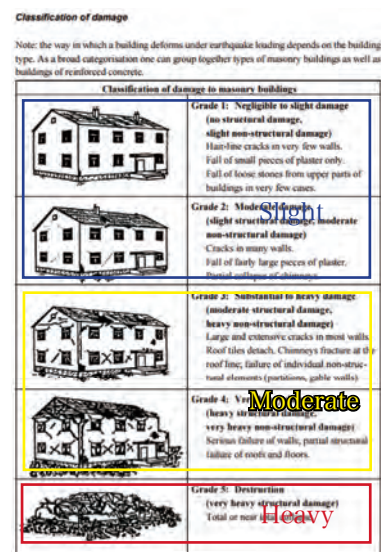 Classification of damage
Note: the way in which a building deforms under earthquake loading depends on the building
type. As a broad categorisation one can group together types of masonry buildings as well as
buildings of reinforced concrete.
Classification of damage to masonry buildings
Grade 1: Negligible to slight damage
(no structural damage,
slight non-structural damage)
Hair-line cracks in very few walls.
Fall of small pieces of plaster only.
Fall of loose stones from upper parts of
buildings in very few cases.
Grade 2: Moderate damage
Slight
(slight structural damage, moderate
non-structural damage)
Cracks in many walls.
Fall of fairly large pieces of plaster.
Partial collapse of chimneys.
Grade 3: Substantial to heavy damage
(moderate structural damage,
heavy non-structural damage)
Large and extensive cracks in most walls.
Roof tiles detach. Chimneys fracture at the
roof line; failure of individual non-struc-
tural elements (partitions, gable walls)
Grade 4:
Moderate
(heavy structural damage,
very heavy non-structural damage)
Serious failure of walls; partial structural
failure of roofs and floors.
Grade 5: Destruction
(very heavy structural damage)
Total or near total
Heavy